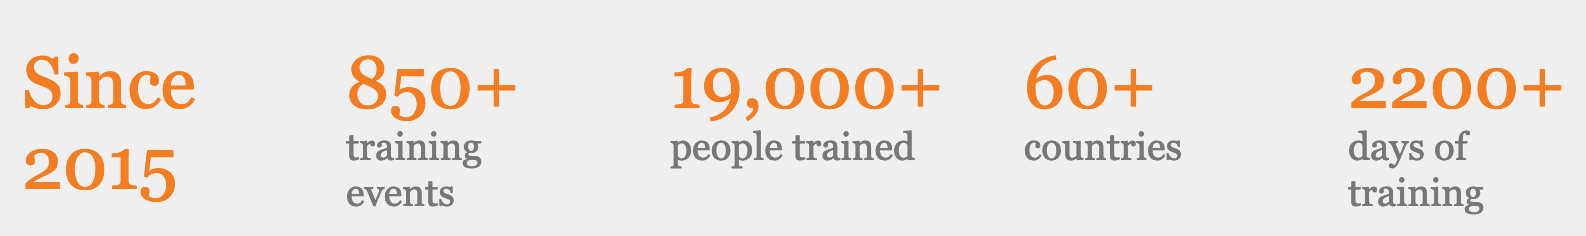 Since
2015
850+
training
events
19,000+
people trained
60+
countries
2200+
days of
training